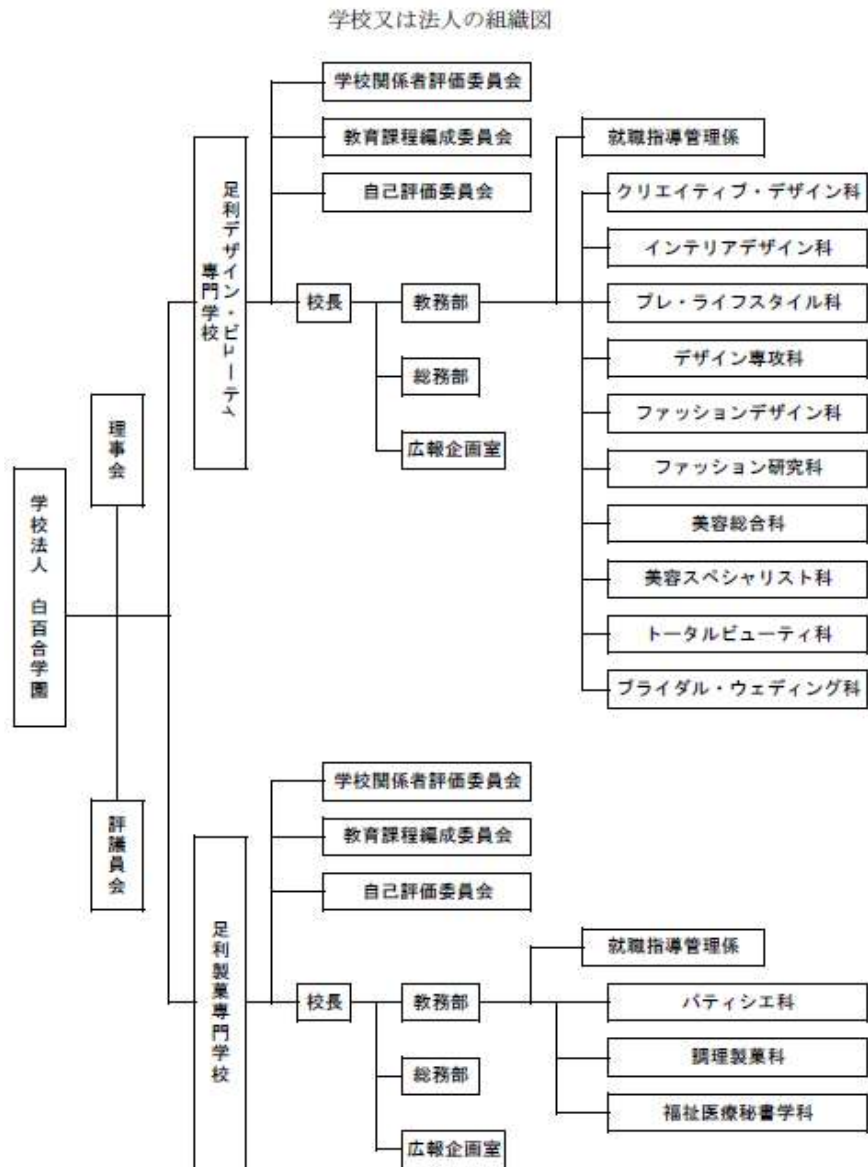 学校又は法人の組織図
学校関係者評価委員会
教育課程編成委員会
自己評価委員会
足利デザイン・ビューティ
専門学校
校長
教務部
総務部
広報企画室
就職指導管理係
クリエイティブ・デザイン科
インテリアデザイン科
プレ・ライフスタイル科
デザイン専攻科
ファッションデザイン科
ファッション研究科
美容総合科
美容スペシャリスト科
トータルビューティ科
ブライダル・ウェディング科
理事会
学校法人 白百合学園
評議員会
学校関係者評価委員会
教育課程編成委員会
自己評価委員会
足利製菓専門学校
校長
教務部
総務部
広報企画室
就職指導管理係
パティシエ科
調理製菓科
福祉医療秘書学科